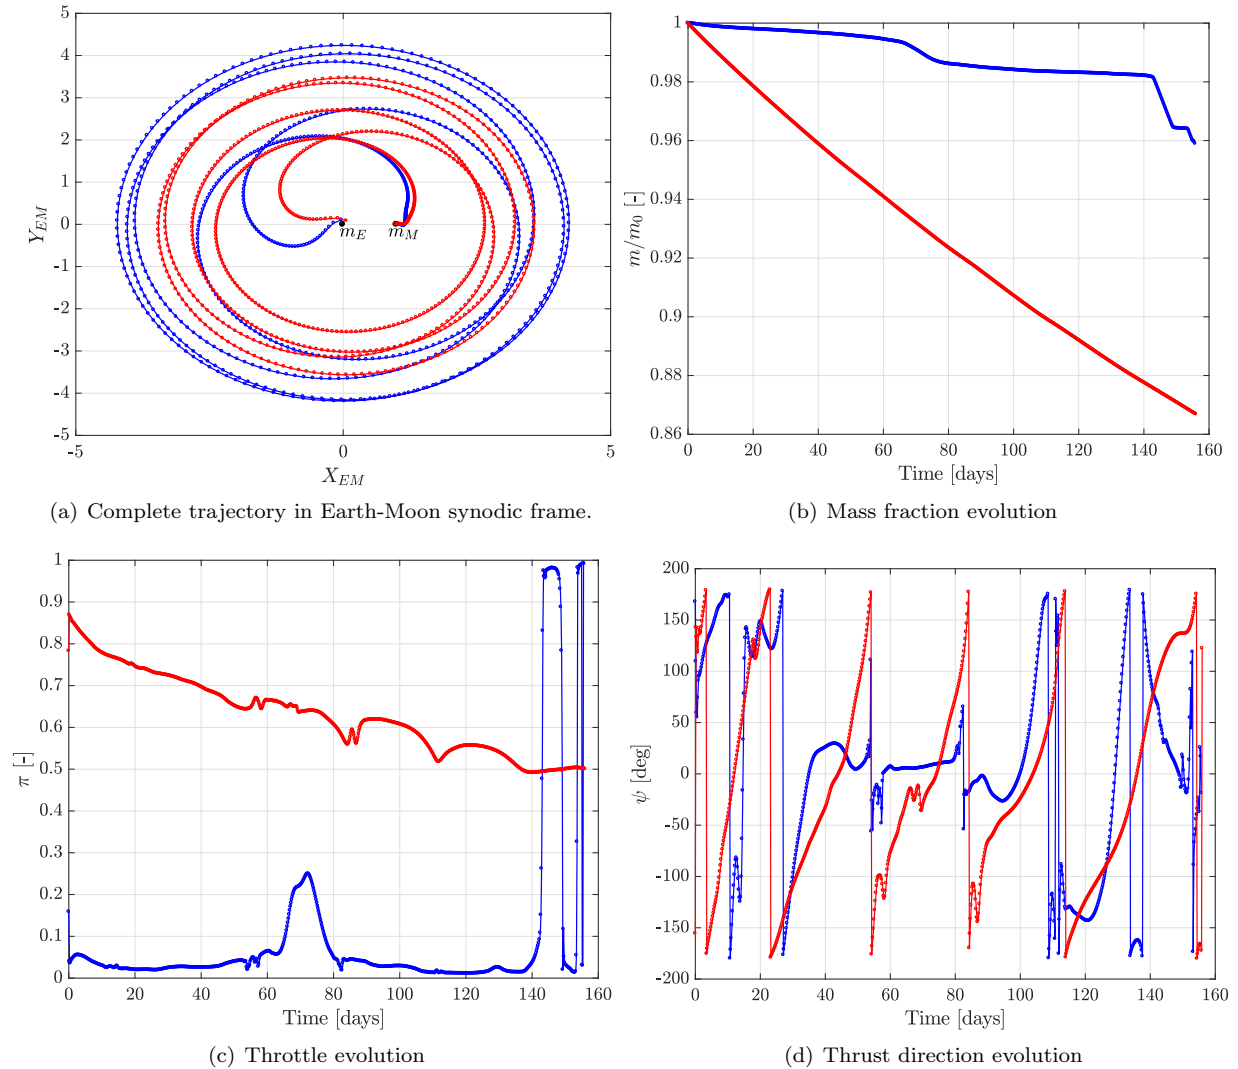 5
4
3
2
1
0
-1
-2
-3
-4
-5
Y_EM
m_E
m_M
-5
0
5
X_EM
(a) Complete trajectory in Earth-Moon synodic frame.
1
0.98
0.96
0.94
0.92
0.9
0.88
0.86
m/m_0 [-]
0 20 40 60 80 100 120 140 160
Time [days]
(b) Mass fraction evolution
1
0.9
0.8
0.7
0.6
0.5
0.4
0.3
0.2
0.1
0
π [-]
0 20 40 60 80 100 120 140 160
Time [days]
(c) Throttle evolution
200
150
100
50
0
-50
-100
-150
-200
ψ [deg]
0 20 40 60 80 100 120 140 160
Time [days]
(d) Thrust direction evolution